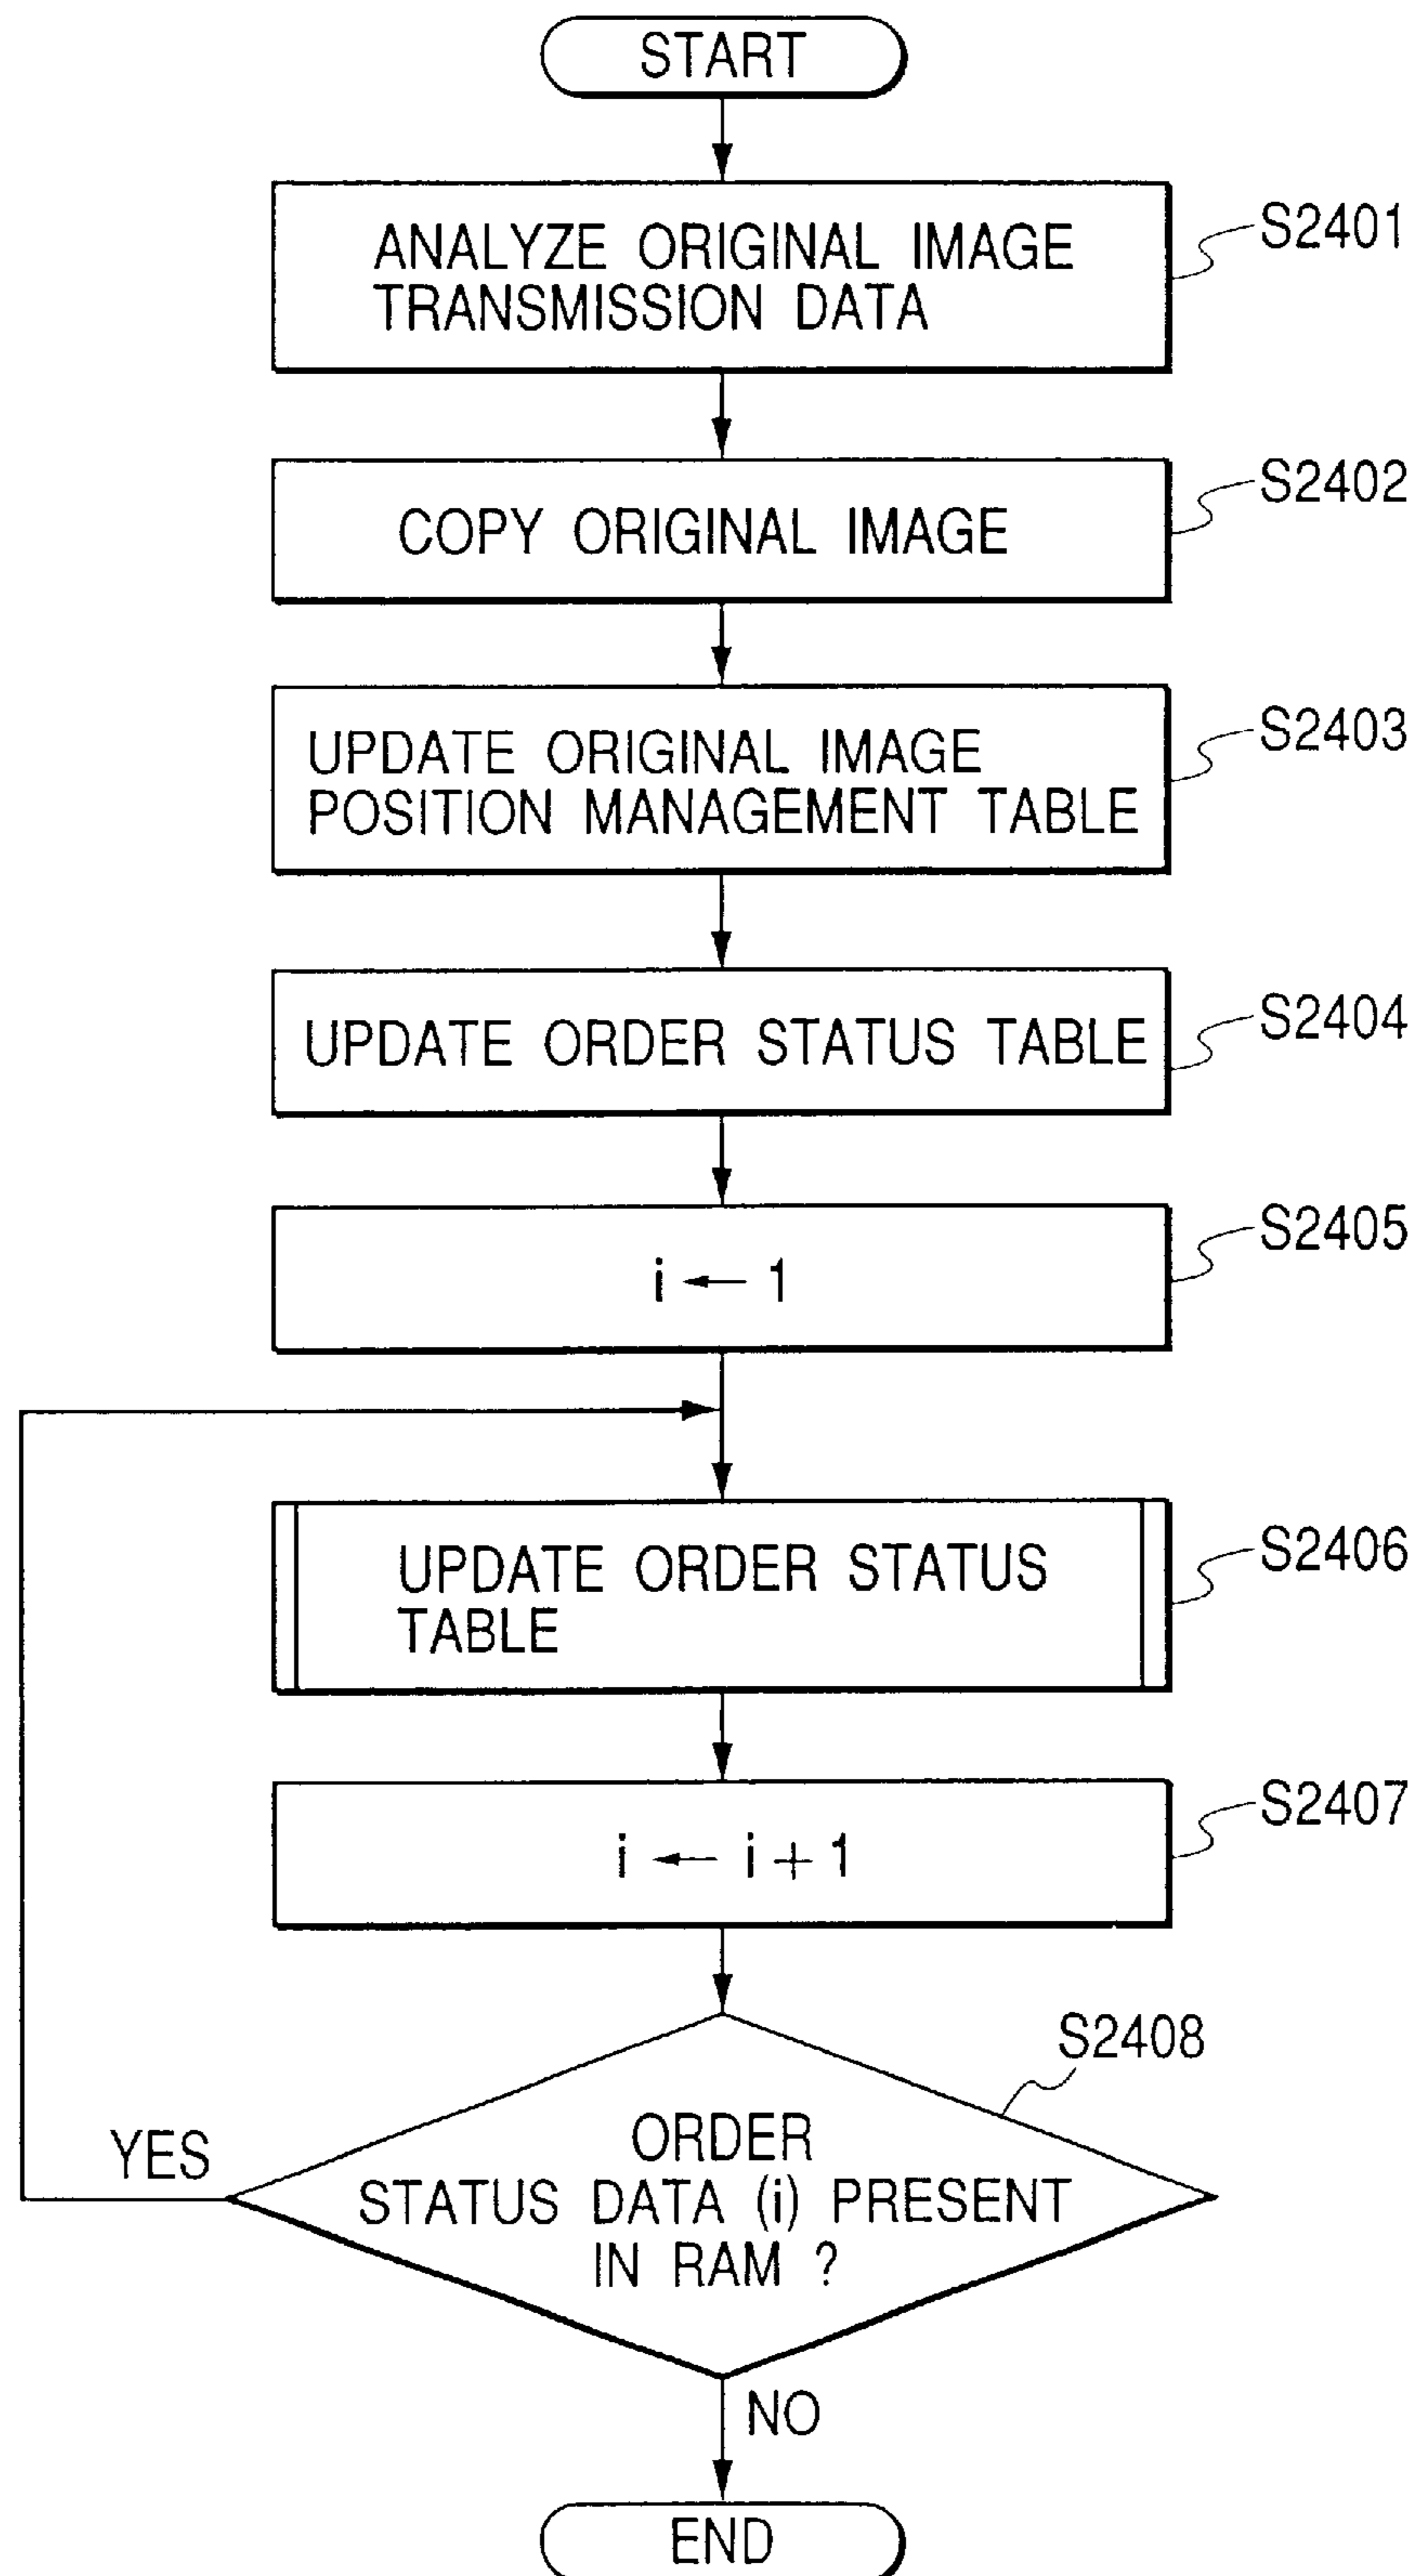 START
ANALYZE ORIGINAL IMAGE
TRANSMISSION DATA
S2401
COPY ORIGINAL IMAGE
S2402
UPDATE ORIGINAL IMAGE
POSITION MANAGEMENT TABLE
S2403
UPDATE ORDER STATUS TABLE
S2404
i ← 1
S2405
UPDATE ORDER STATUS
TABLE
S2406
i ← i + 1
S2407
S2408
ORDER
STATUS DATA (i) PRESENT
IN RAM ?
YES
NO
END